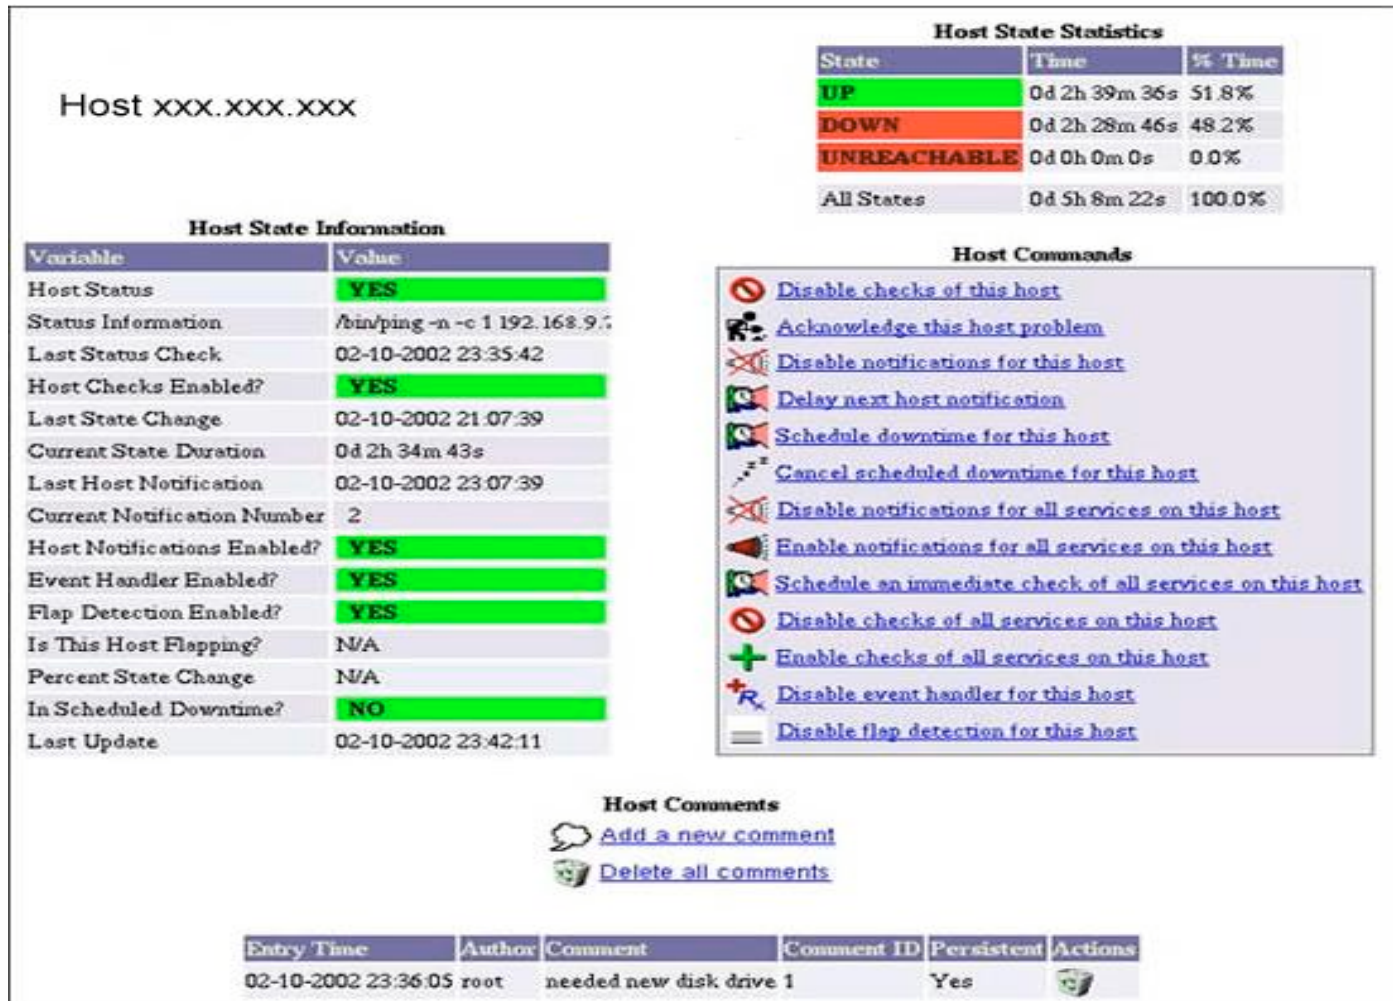 Host xxx.xxx.xxx
Host State Statistics
State Time % Time
UP 0d 2h 39m 36s 51.8%
DOWN 0d 2h 28m 46s 48.2%
UNREACHABLE 0d 0h 0m 0s 0.0%
All States 0d 5h 8m 22s 100.0%
Host State Information
Variable Value
Host Status YES
Status Information /bin/ping -n -c 1 192.168.9.
Last Status Check 02-10-2002 23:35:42
Host Checks Enabled? YES
Last State Change 02-10-2002 21:07:39
Current State Duration 0d 2h 34m 43s
Last Host Notification 02-10-2002 23:07:39
Current Notification Number 2
Host Notifications Enabled? YES
Event Handler Enabled? YES
Flap Detection Enabled? YES
Is This Host Flapping? N/A
Percent State Change N/A
In Scheduled Downtime? NO
Last Update 02-10-2002 23:42:11
Host Commands
Disable checks of this host
Acknowledge this host problem
Disable notifications for this host
Delay next host notification
Schedule downtime for this host
Cancel scheduled downtime for this host
Disable notifications for all services on this host
Enable notifications for all services on this host
Schedule an immediate check of all services on this host
Disable checks of all services on this host
Enable checks of all services on this host
Disable event handler for this host
Disable flap detection for this host
Host Comments
Add a new comment
Delete all comments
Entry Time Author Comment Comment ID Persistent Actions
02-10-2002 23:36:05 root needed new disk drive 1 Yes